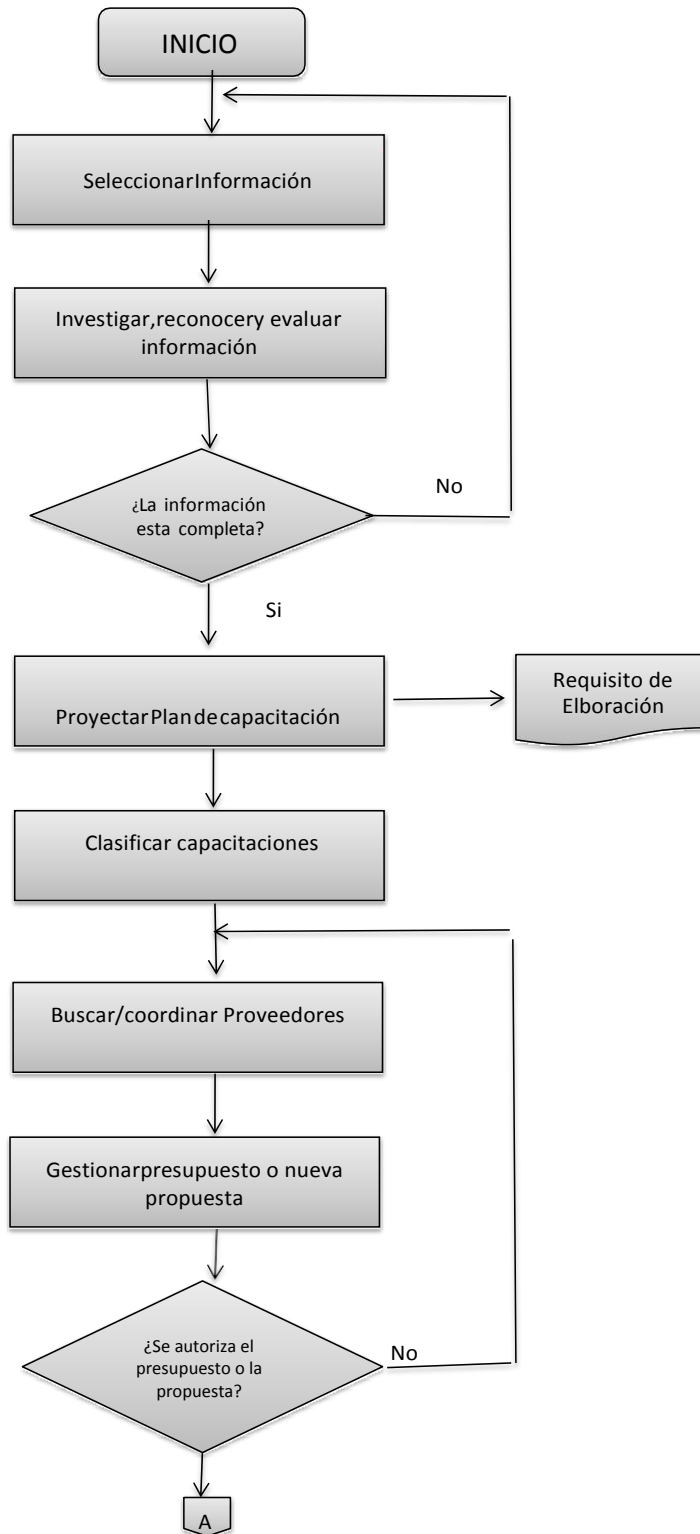 INICIO
SeleccionarInformación
Investigar,reconocery evaluar
información
¿La información
esta completa?
No
Si
ProyectarPlandecapacitación
Requisito de
Elboración
Clasificar capacitaciones
Buscar/coordinar Proveedores
Gestionarpresupuesto o nueva
propuesta
¿Se autoriza el
presupuesto o la
propuesta?
No
A